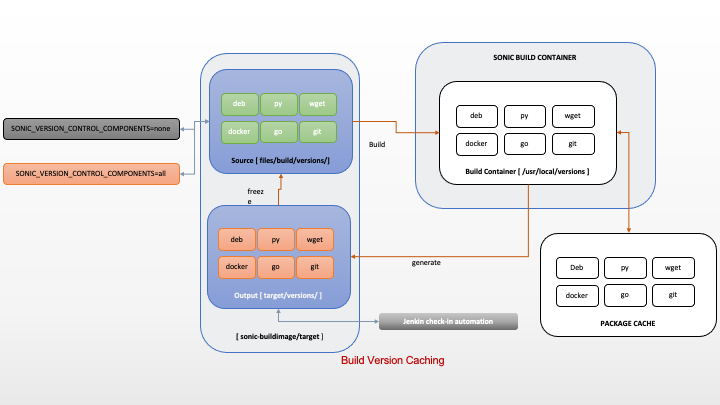 SONIC BUILD CONTAINER
deb py wget
docker go git
Source [ files/build/versions/]
SONIC_VERSION_CONTROL_COMPONENTS=none
SONIC_VERSION_CONTROL_COMPONENTS=all
Build
deb py wget
docker go git
Build Container [ /usr/local/versions ]
freez
e
deb py wget
docker go git
Output [ target/versions/ ]
generate
Deb py wget
docker go git
PACKAGE CACHE
Jenkin check-in automation
[ sonic-buildimage/target ]
Build Version Caching